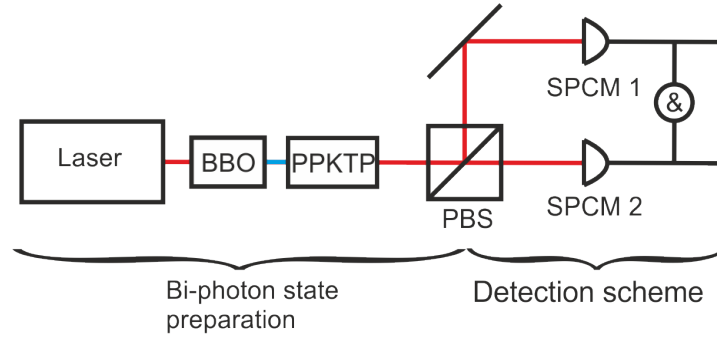 SPCM 1
&
Laser
BBO
PPKTP
SPCM 2
PBS
Bi-photon state
preparation
Detection scheme